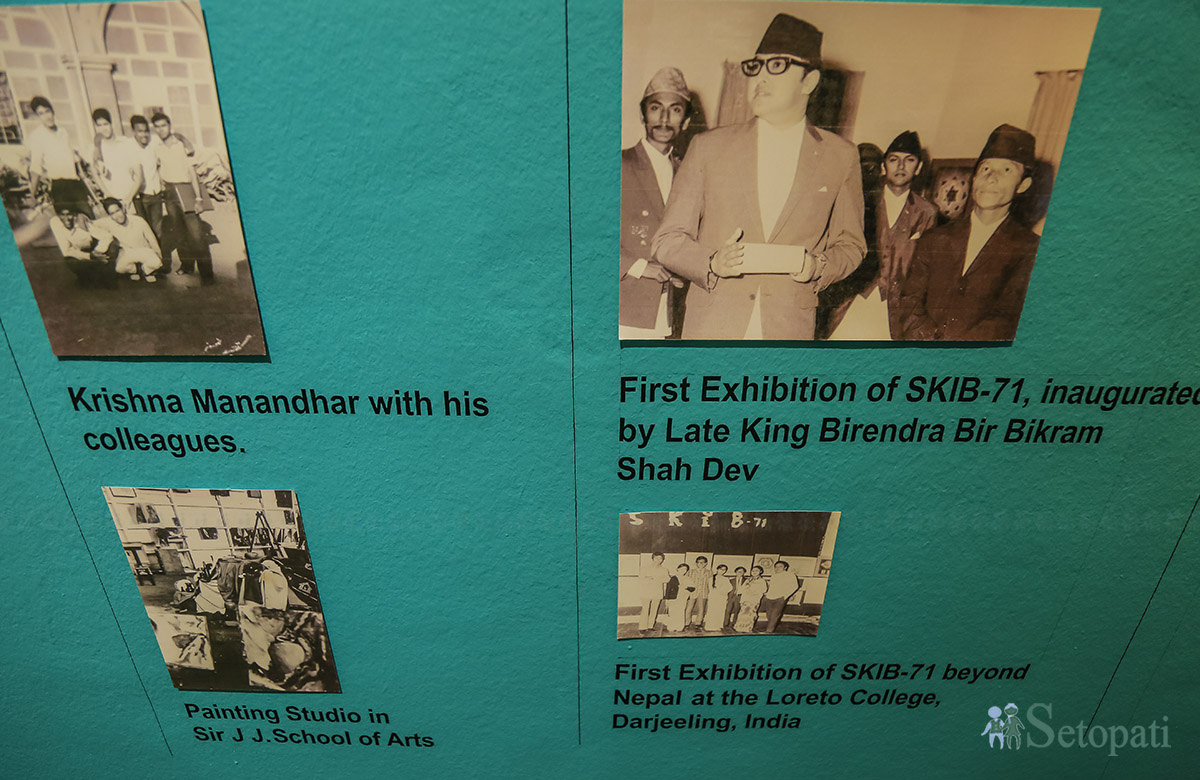 Krishna Manandhar with his
colleagues.
Painting Studio in
Sir J J.School of Arts
First Exhibition of SKIB-71, inaugurated
by Late King Birendra Bir Bikram
Shah Dev
SKIB-71
First Exhibition of SKIB-71 beyond
Nepal at the Loreto College,
Darjeeling, India
Setopati